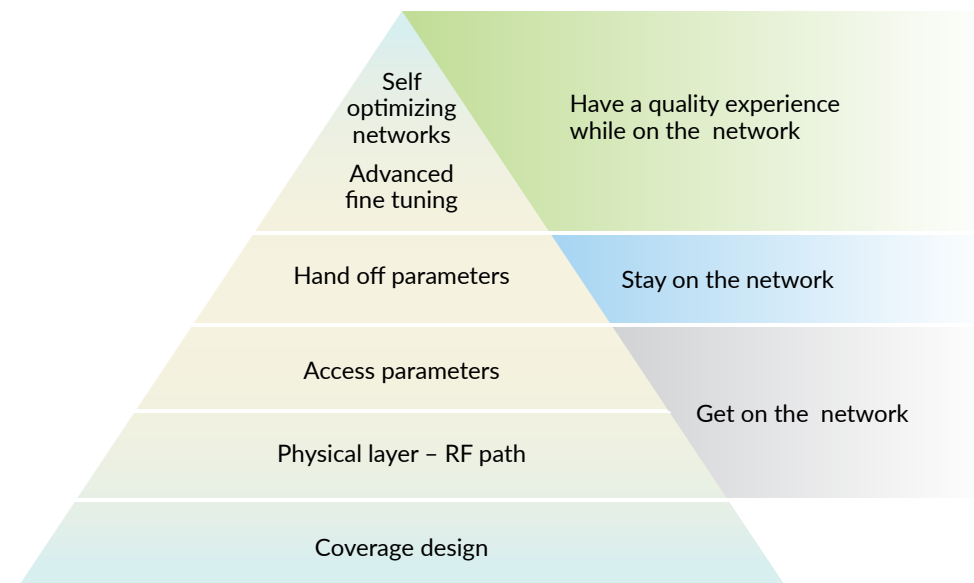 Self
optimizing
networks
Advanced
fine tuning
Have a quality experience
while on the network
Hand off parameters
Stay on the network
Access parameters
Get on the network
Physical layer – RF path
Coverage design